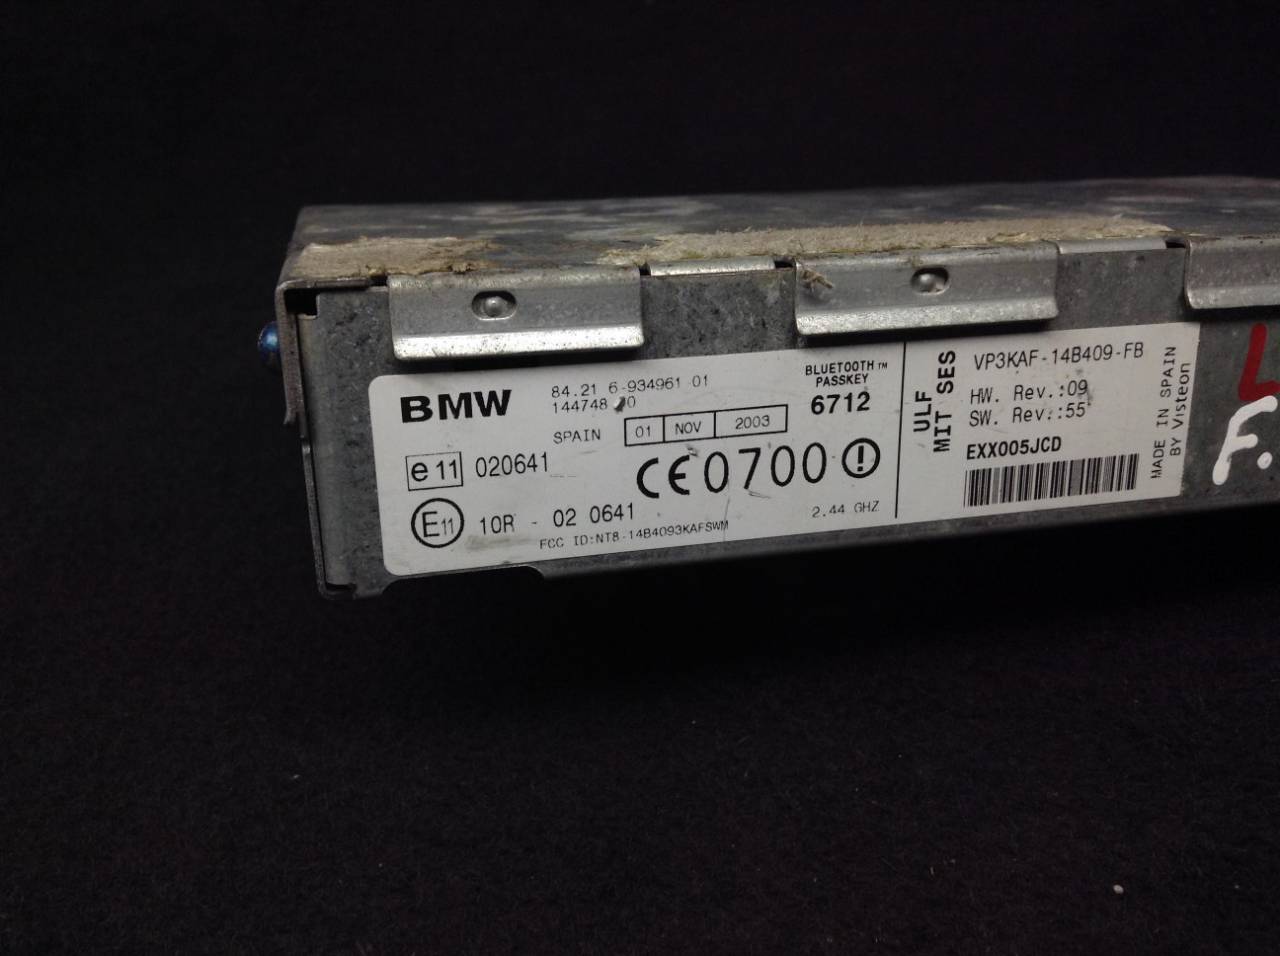 BMW
84.21 6-934961-01
144748
SPAIN 01 NOV 2003
BLUETOOTH™
PASSKEY
6712
e 11 020641
CE0700
E11 10R - 02 0641
FCC ID:NT8-14B4093KAFSWM
2.44 GHZ
ULF
MIT SES
VP3KAF-14B409-FB
HW. Rev.:09
SW. Rev.:55
EXX005JCD
MADE IN SPAIN
BY Visteon
L
F.